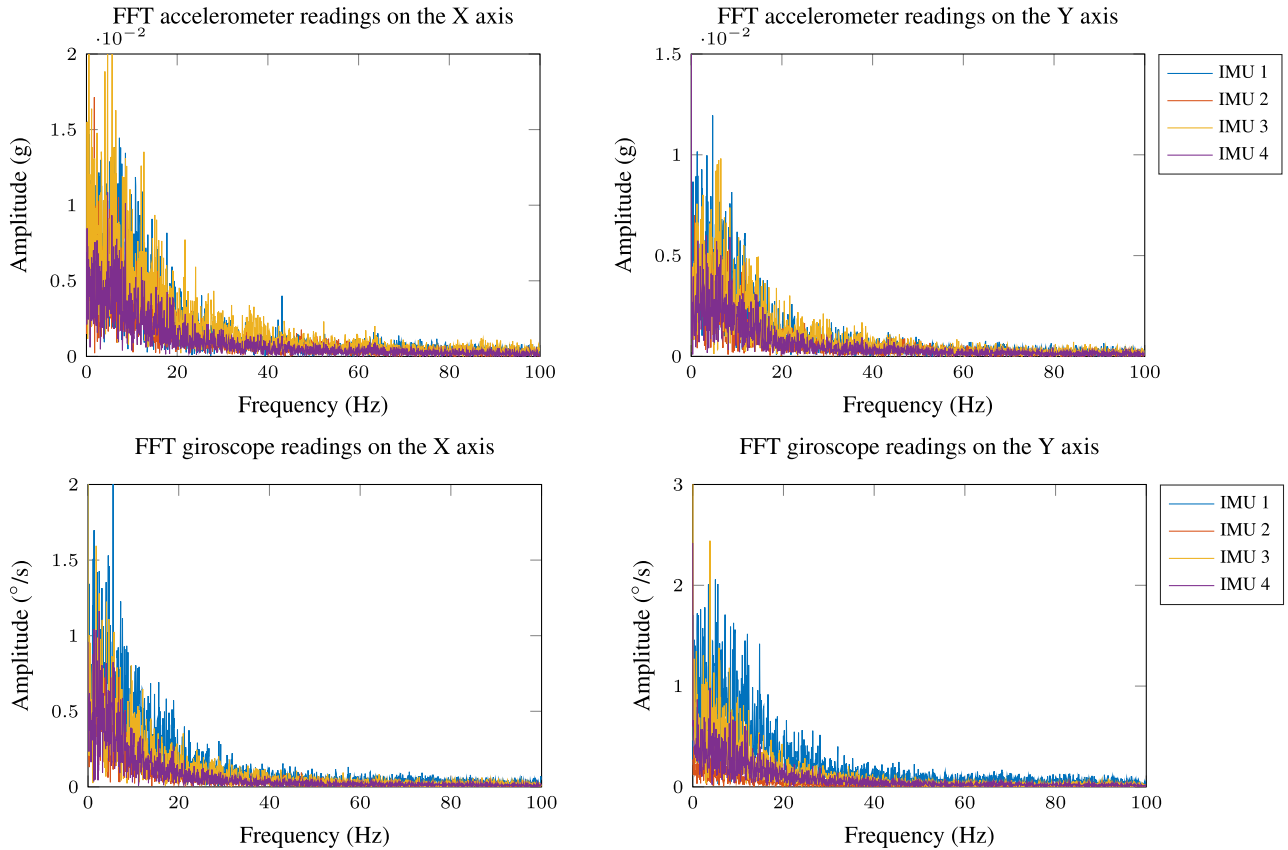 FFT accelerometer readings on the X axis
·10⁻²
2
1.5
1
0.5
0
0 20 40 60 80 100
Amplitude (g)
Frequency (Hz)
FFT accelerometer readings on the Y axis
·10⁻²
1.5
1
0.5
0
0 20 40 60 80 100
Amplitude (g)
Frequency (Hz)
IMU 1
IMU 2
IMU 3
IMU 4
FFT giroscope readings on the X axis
2
1.5
1
0.5
0
0 20 40 60 80 100
Amplitude (°/s)
Frequency (Hz)
FFT giroscope readings on the Y axis
3
2
1
0
0 20 40 60 80 100
Amplitude (°/s)
Frequency (Hz)
IMU 1
IMU 2
IMU 3
IMU 4